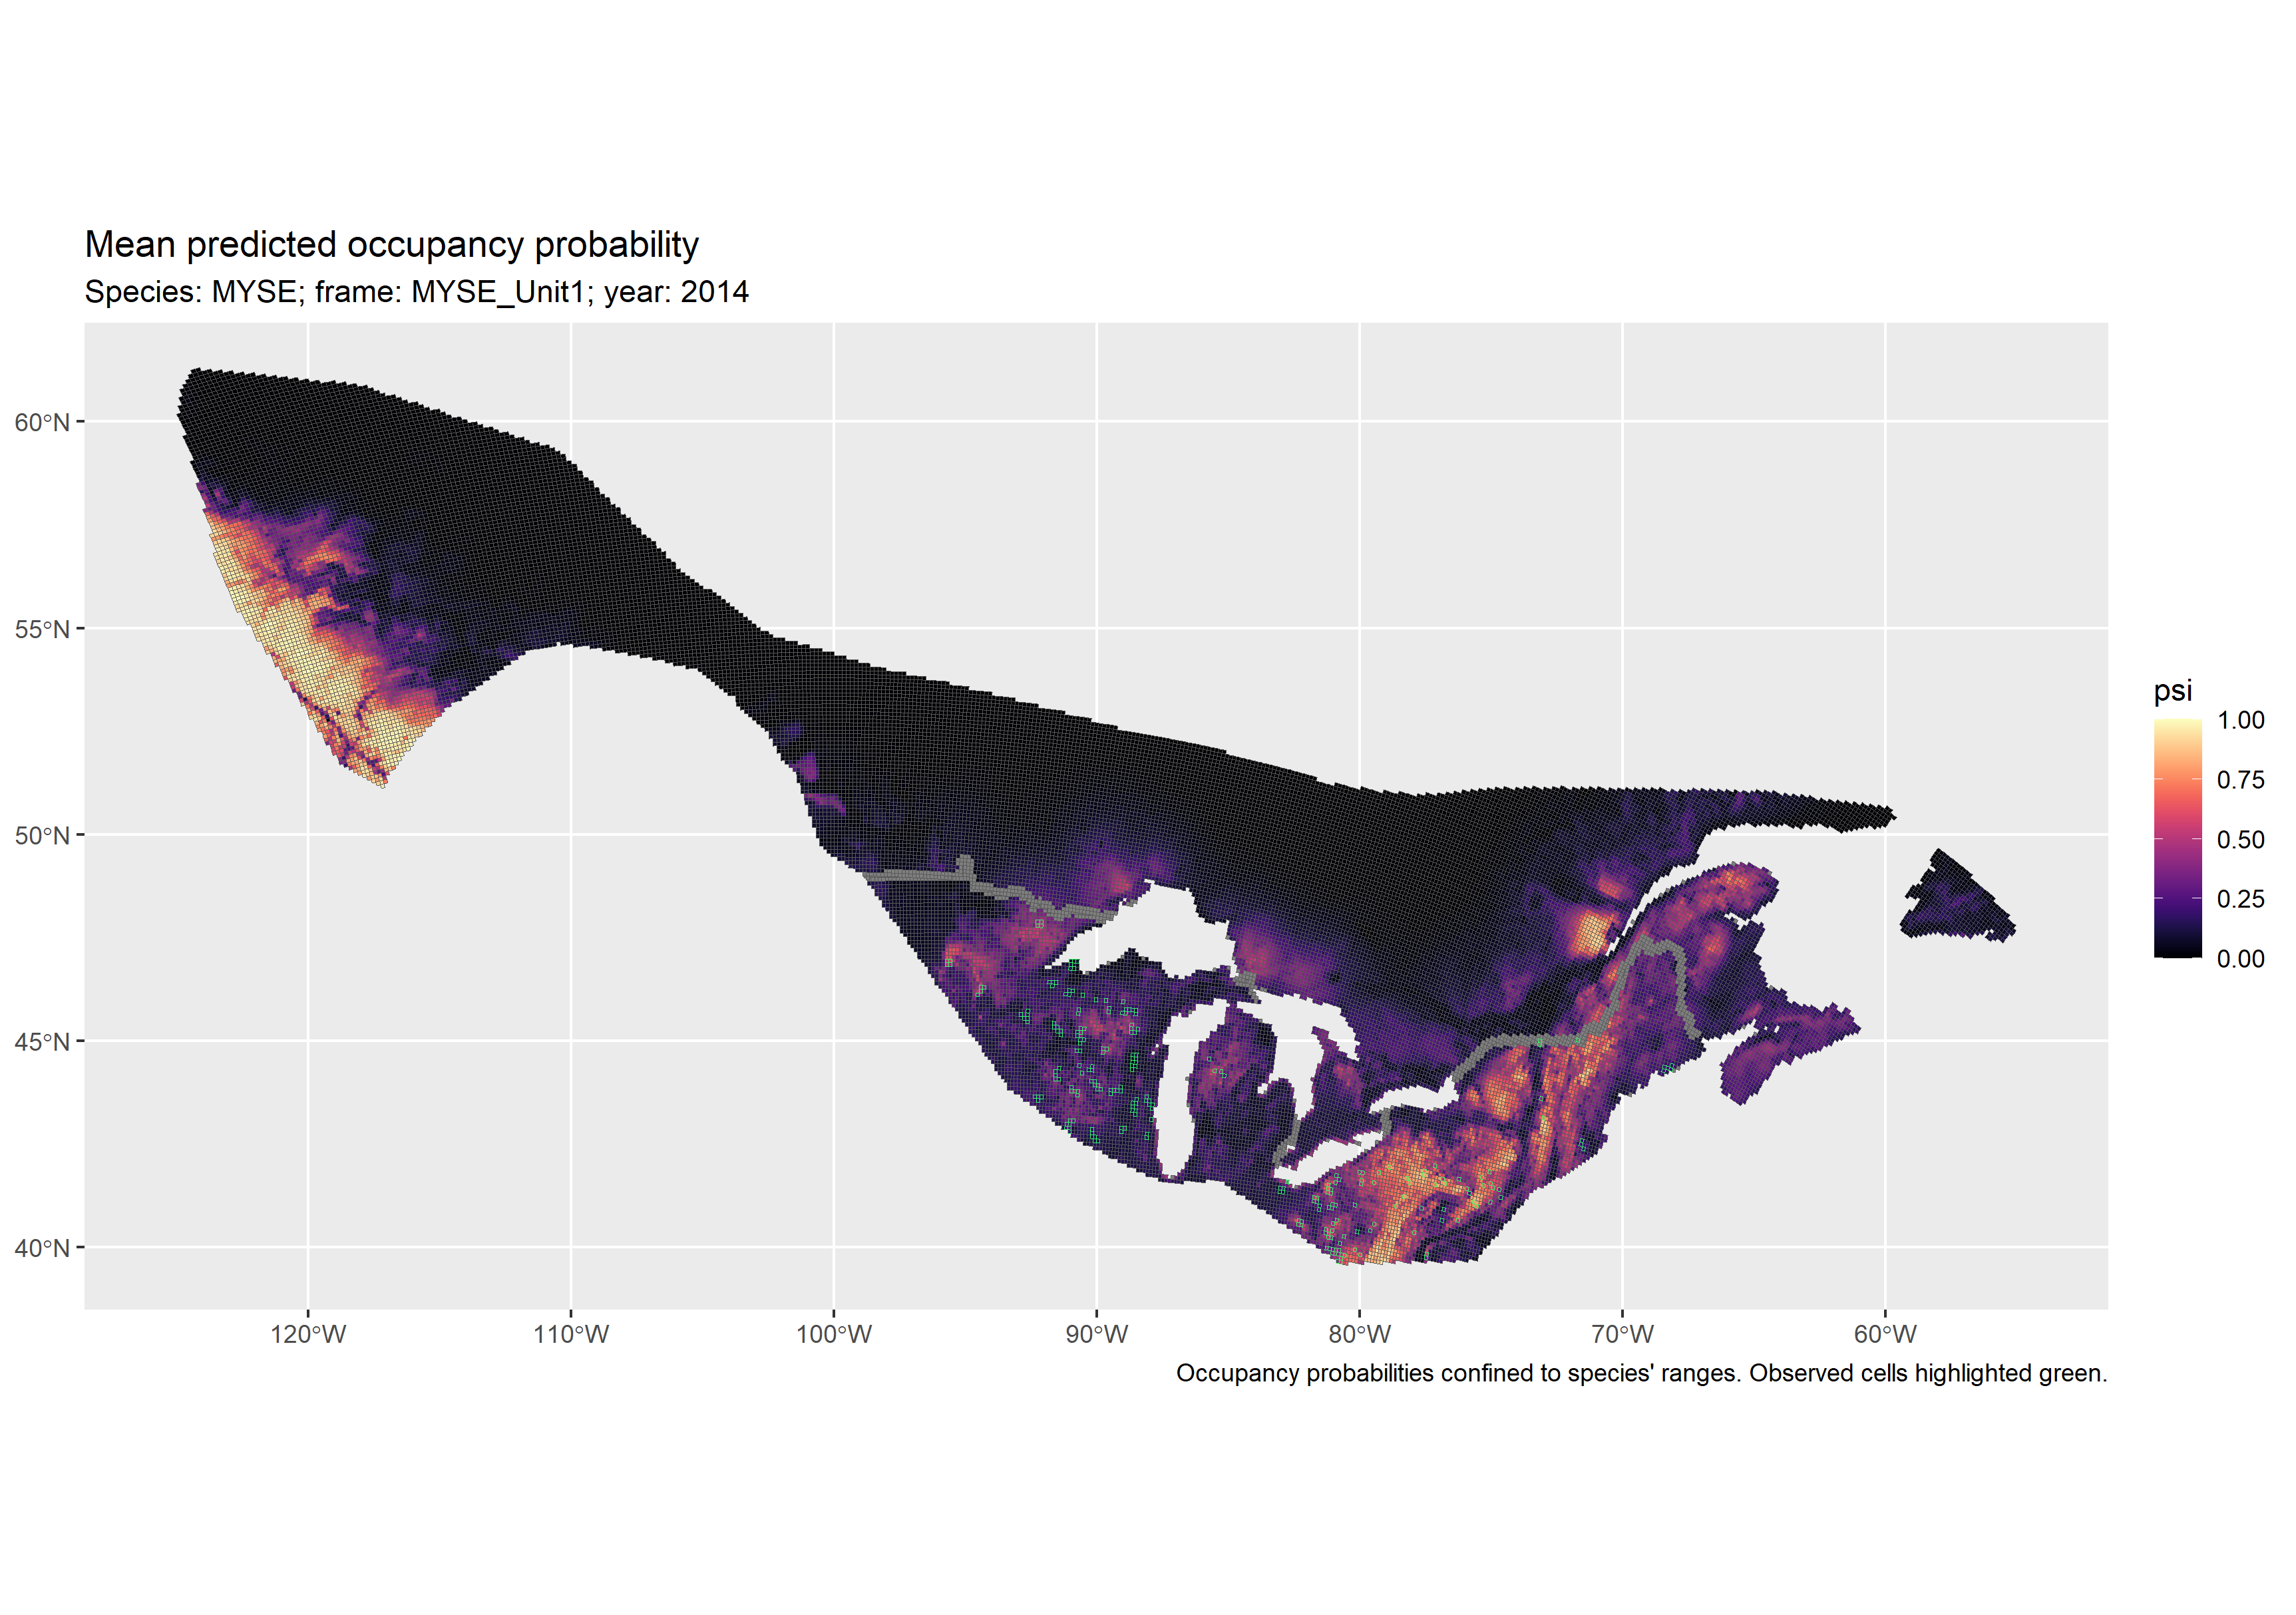 Mean predicted occupancy probability
Species: MYSE; frame: MYSE_Unit1; year: 2014
60°N
55°N
50°N
45°N
40°N
120°W
110°W
100°W
90°W
80°W
70°W
60°W
psi
1.00
0.75
0.50
0.25
0.00
Occupancy probabilities confined to species' ranges. Observed cells highlighted green.